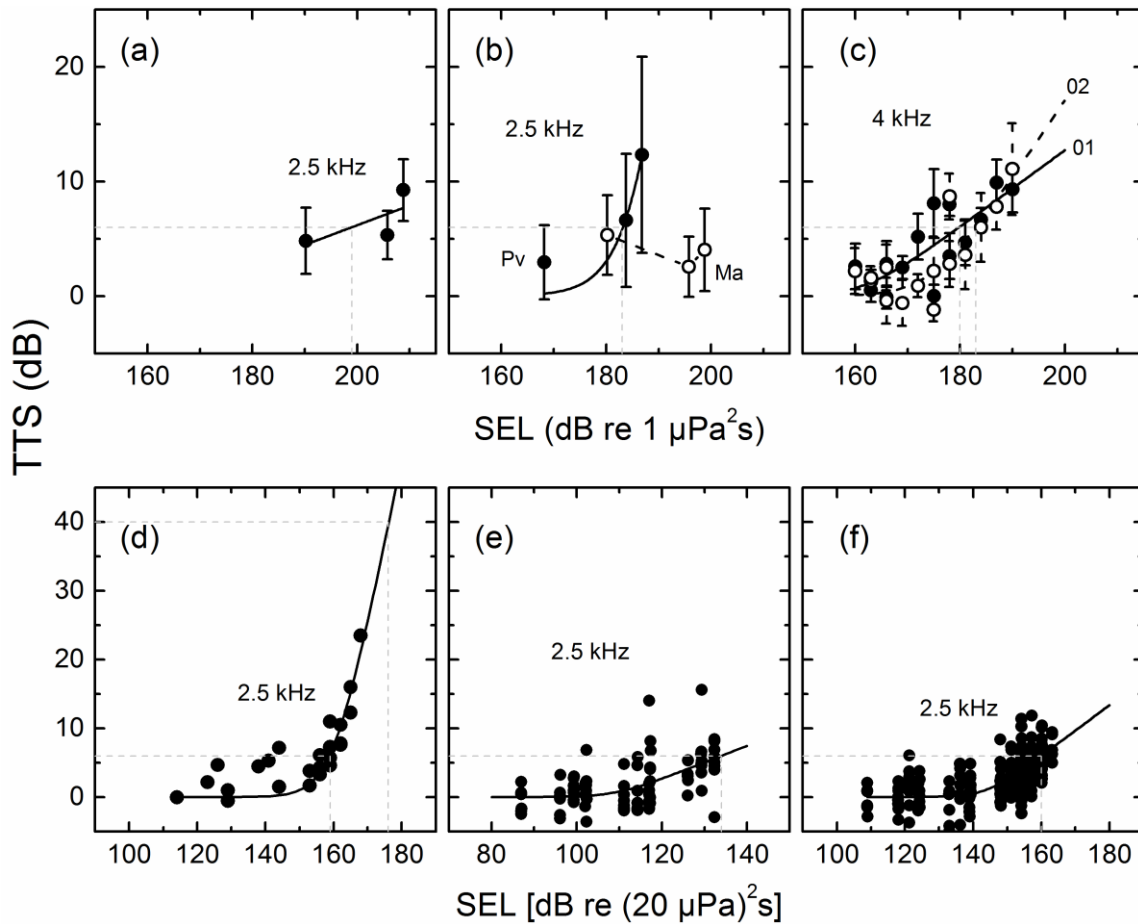 (a) (b) (c)
20
02
4 kHz
2.5 kHz
01
2.5 kHz
10
Pv
Ma
0
160 180 200 160 180 200 160 180 200
SEL (dB re 1 µPa²s)
TTS (dB)
40
(d) (e) (f)
30
20
2.5 kHz
2.5 kHz
2.5 kHz
10
0
100 120 140 160 180 80 100 120 140 100 120 140 160 180
SEL [dB re (20 µPa)²s]